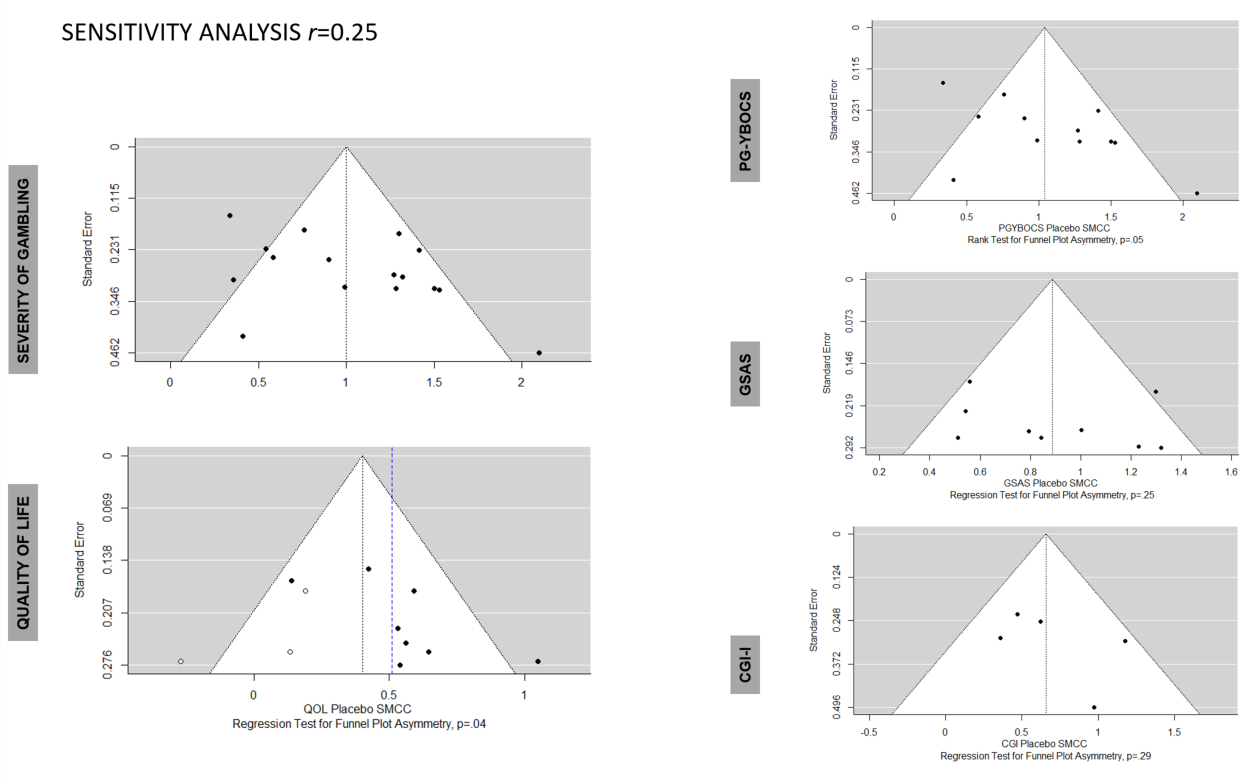 SENSITIVITY ANALYSIS r=0.25
SEVERITY OF GAMBLING
Standard Error
0
0.115
0.231
0.346
0.462
0 0.5 1 1.5 2
QUALITY OF LIFE
Standard Error
0
0.069
0.138
0.207
0.276
0 0.5 1
QOL Placebo SMCC
Regression Test for Funnel Plot Asymmetry, p=.04
PG-YBOCS
Standard Error
0
0.115
0.231
0.346
0.462
0 0.5 1 1.5 2
PGYBOCS Placebo SMCC
Rank Test for Funnel Plot Asymmetry, p=.05
GSAS
Standard Error
0
0.073
0.146
0.219
0.292
0.2 0.4 0.6 0.8 1 1.2 1.4 1.6
GSAS Placebo SMCC
Regression Test for Funnel Plot Asymmetry, p=.25
CGI-I
Standard Error
0
0.124
0.248
0.372
0.496
-0.5 0 0.5 1 1.5
CGI Placebo SMCC
Regression Test for Funnel Plot Asymmetry, p=.29